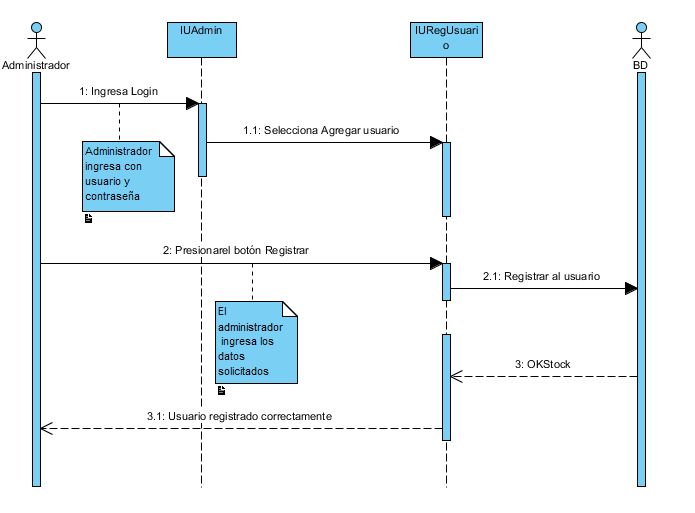 IUAdmin
IURegUsuari
o
Administrador
BD
1: Ingresa Login
1.1: Selecciona Agregar usuario
Administrador
ingresa con
usuario y
contraseña
2: Presionarel botón Registrar
2.1: Registrar al usuario
El
administrador
ingresa los
datos
solicitados
3: OKStock
3.1: Usuario registrado correctamente